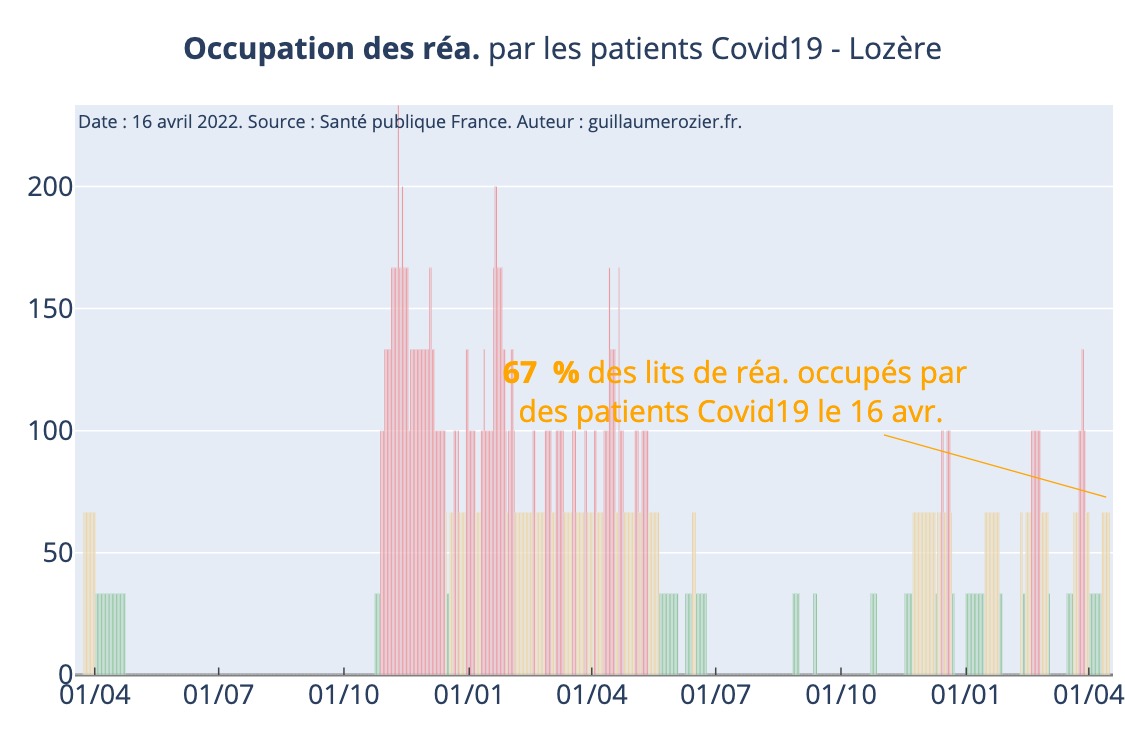 Occupation des réa. par les patients Covid19 - Lozère
Date : 16 avril 2022. Source : Santé publique France. Auteur : guillaumerozier.fr.
200
150
67 % des lits de réa. occupés par
des patients Covid19 le 16 avr.
100
50
0
01/04 01/07 01/10 01/01 01/04 01/07 01/10 01/01 01/04